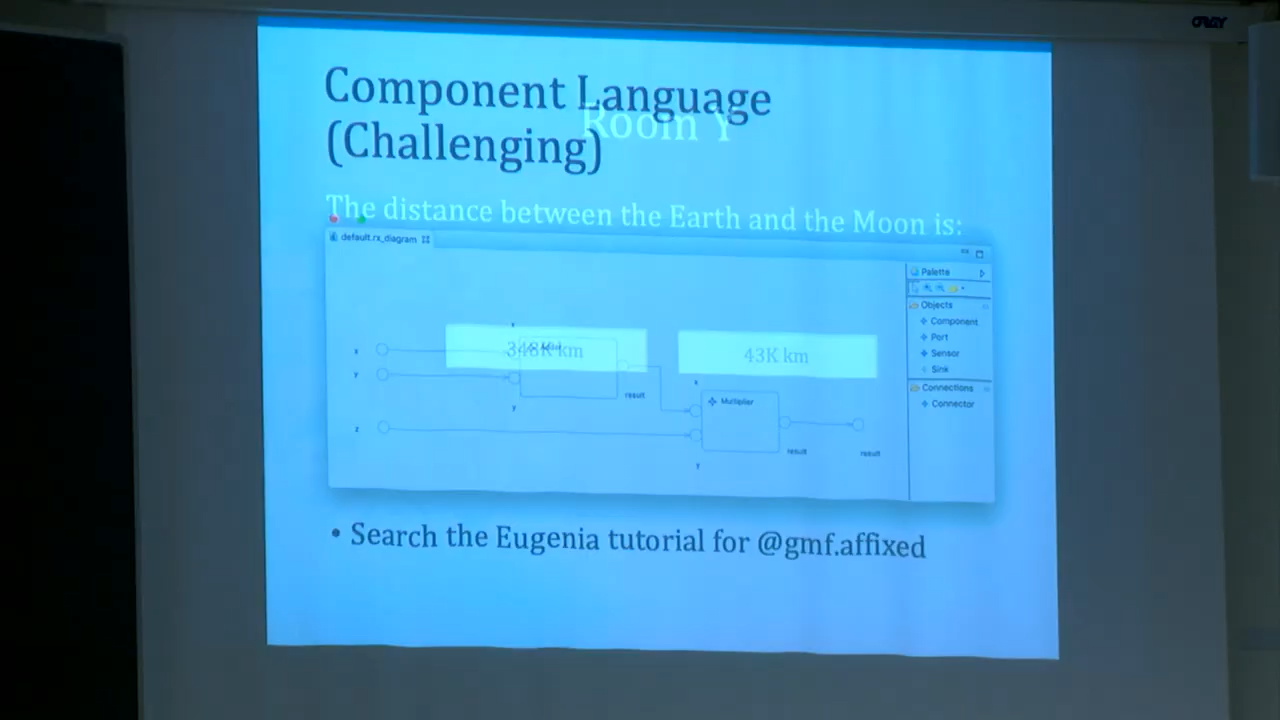 ORAY
Component Language
(Challenging)
Room Y
The distance between the Earth and the Moon is:
default.rx_diagram
Palette
Objects
Component
Port
Sensor
Sink
Connections
Connector
348K km
43K km
x
y
z
x
y
result
x
Multiplier
y
result
result
• Search the Eugenia tutorial for @gmf.affixed